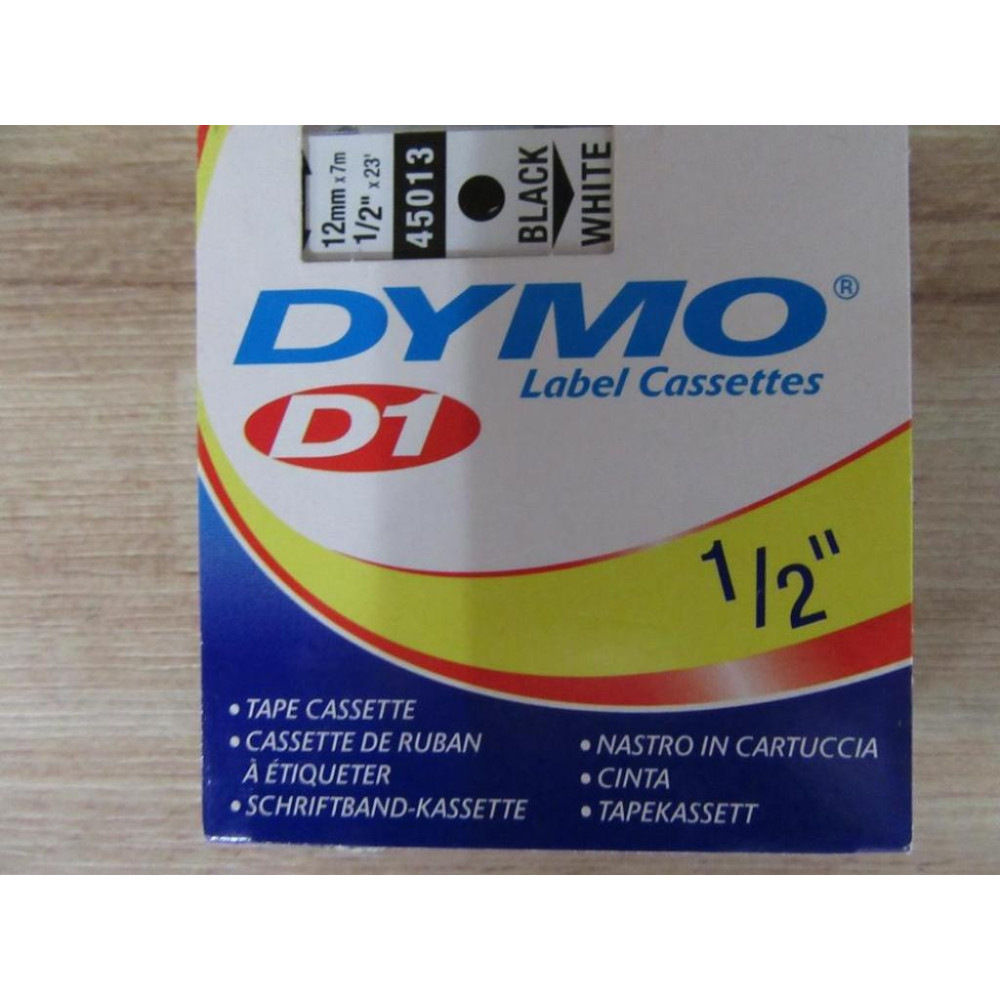 12mm x 7m
1/2" x 23'
45013
BLACK
WHITE
DYMO®
Label Cassettes
D1
1/2"
• TAPE CASSETTE
• CASSETTE DE RUBAN
À ÉTIQUETER
• SCHRIFTBAND-KASSETTE
• NASTRO IN CARTUCCIA
• CINTA
• TAPEKASSETT